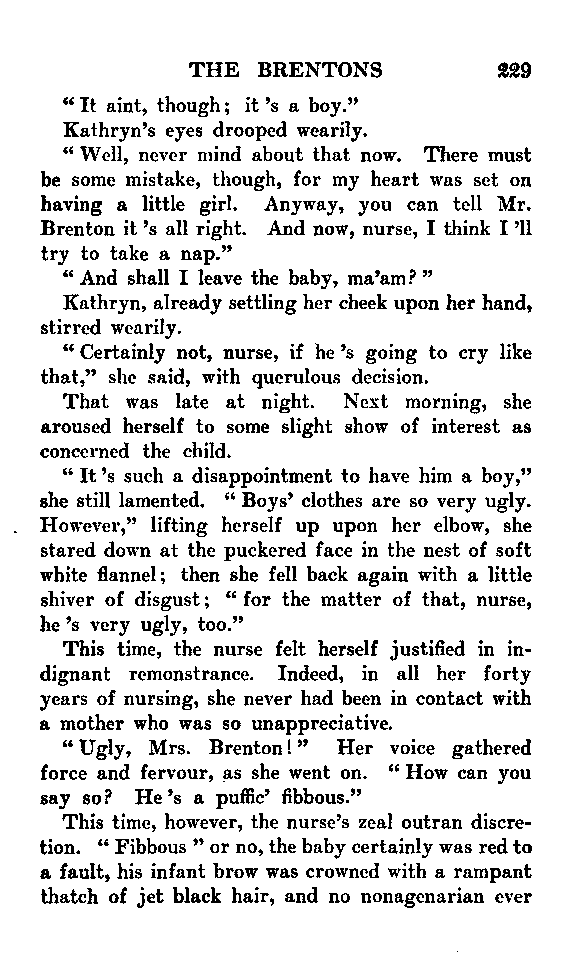 THE BRENTONS 229
“ It aint, though; it ’s a boy.”
Kathryn’s eyes drooped wearily.
“ Well, never mind about that now. There must
be some mistake, though, for my heart was set on
having a little girl. Anyway, you can tell Mr.
Brenton it ’s all right. And now, nurse, I think I ’ll
try to take a nap.”
“ And shall I leave the baby, ma’am? ”
Kathryn, already settling her cheek upon her hand,
stirred wearily.
“ Certainly not, nurse, if he ’s going to cry like
that,” she said, with querulous decision.
That was late at night. Next morning, she
aroused herself to some slight show of interest as
concerned the child.
“ It ’s such a disappointment to have him a boy,”
she still lamented. “ Boys’ clothes are so very ugly.
However,” lifting herself up upon her elbow, she
stared down at the puckered face in the nest of soft
white flannel; then she fell back again with a little
shiver of disgust; “ for the matter of that, nurse,
he ’s very ugly, too.”
This time, the nurse felt herself justified in in-
dignant remonstrance. Indeed, in all her forty
years of nursing, she never had been in contact with
a mother who was so unappreciative.
“ Ugly, Mrs. Brenton! ” Her voice gathered
force and fervour, as she went on. “ How can you
say so? He ’s a puffic’ fibbous.”
This time, however, the nurse’s zeal outran discre-
tion. “ Fibbous ” or no, the baby certainly was red to
a fault, his infant brow was crowned with a rampant
thatch of jet black hair, and no nonagenarian ever